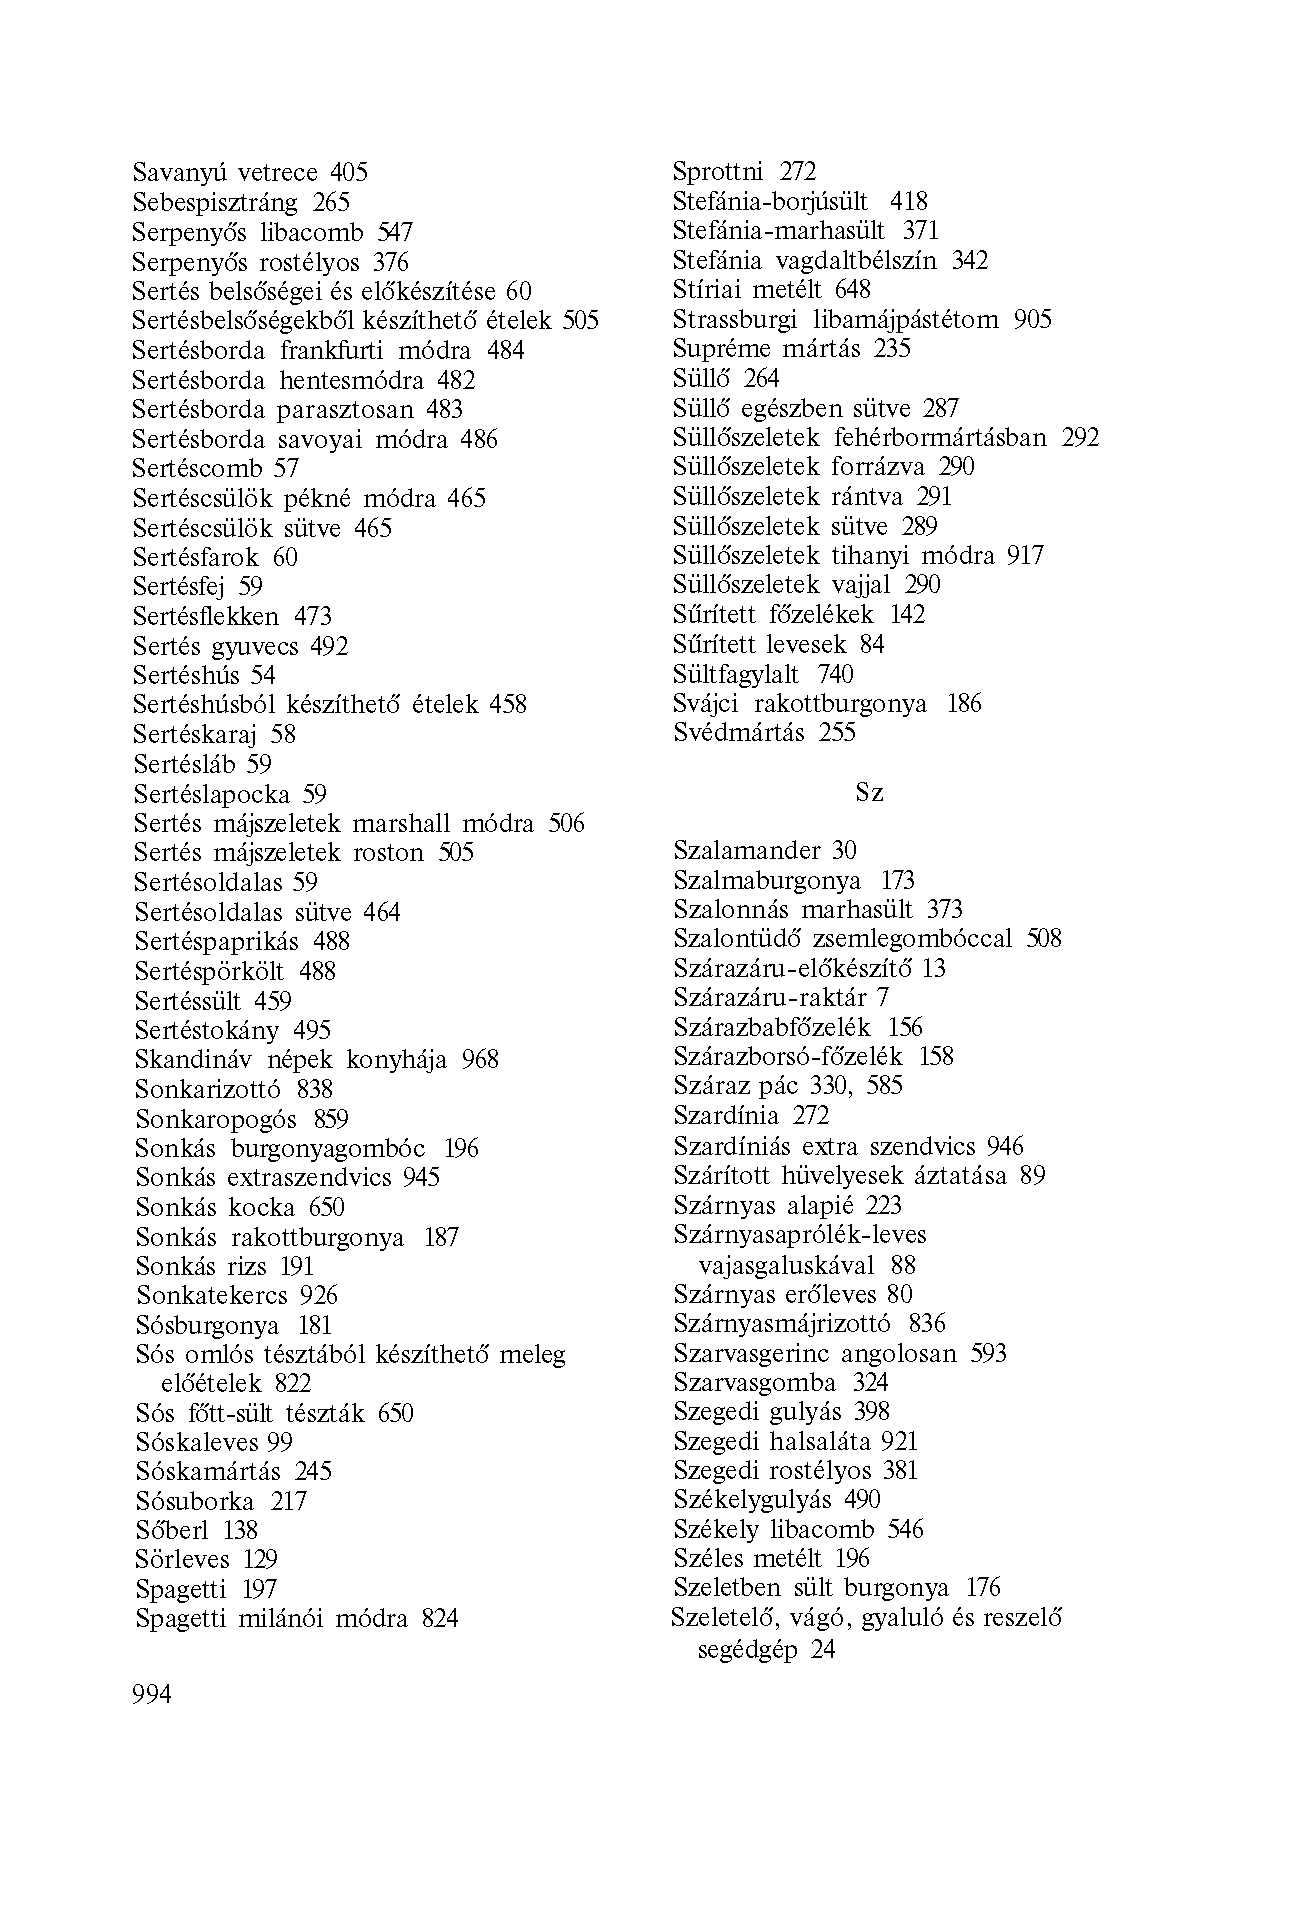 Savanyú vetrece 405
Sebespisztráng 265
Serpenyős libacomb 547
Serpenyős rostélyos 376
Sertés belsőségei és előkészítése 60
Sertésbelsőségekből készíthető ételek 505
Sertésborda frankfurti módra 484
Sertésborda hentesmódra 482
Sertésborda parasztosan 483
Sertésborda savoyai módra 486
Sertéscomb 57
Sertéscsülök pékné módra 465
Sertéscsülök sütve 465
Sertésfarok 60
Sertésfej 59
Sertésflekken 473
Sertés gyuvecs 492
Sertéshús 54
Sertéshúsból készíthető ételek 458
Sertéskaraj 58
Sertésláb 59
Sertéslapocka 59
Sertés májszeletek marshall módra 506
Sertés májszeletek roston 505
Sertésoldalas 59
Sertésoldalas sütve 464
Sertéspaprikás 488
Sertéspörkölt 488
Sertéssült 459
Sertéstokány 495
Skandináv népek konyhája 968
Sonkarizottó 838
Sonkaropogós 859
Sonkás burgonyagombóc 196
Sonkás extraszendvics 945
Sonkás kocka 650
Sonkás rakottburgonya 187
Sonkás rizs 191
Sonkatekercs 926
Sósburgonya 181
Sós omlós tésztából készíthető meleg
előételek 822
Sós főtt-sült tészták 650
Sóskaleves 99
Sóskamártás 245
Sósuborka 217
Sőberl 138
Sörleves 129
Spagetti 197
Spagetti milánói módra 824
Sprottni 272
Stefánia-borjúsült 418
Stefánia-marhasült 371
Stefánia vagdaltbélszín 342
Stíriai metélt 648
Strassburgi libamájpástétom 905
Supréme mártás 235
Süllő 264
Süllő egészben sütve 287
Süllőszeletek fehérbormártásban 292
Süllőszeletek forrázva 290
Süllőszeletek rántva 291
Süllőszeletek sütve 289
Süllőszeletek tihanyi módra 917
Süllőszeletek vajjal 290
Sűrített főzelékek 142
Sűrített levesek 84
Sültfagylalt 740
Svájci rakottburgonya 186
Svédmártás 255
Sz
Szalamander 30
Szalmaburgonya 173
Szalonnás marhasült 373
Szalontüdő zsemlegombóccal 508
Szárazáru-előkészítő 13
Szárazáru-raktár 7
Szárazbabfőzelék 156
Szárazborsó-főzelék 158
Száraz pác 330, 585
Szardínia 272
Szardíniás extra szendvics 946
Szárított hüvelyesek áztatása 89
Szárnyas alapié 223
Szárnyasaprólék-leves
vajasgaluskával 88
Szárnyas erőleves 80
Szárnyasmájrizottó 836
Szarvasgerinc angolosan 593
Szarvasgomba 324
Szegedi gulyás 398
Szegedi halsaláta 921
Szegedi rostélyos 381
Székelygulyás 490
Székely libacomb 546
Széles metélt 196
Szeletben sült burgonya 176
Szeletelő, vágó, gyaluló és reszelő
segédgép 24
994